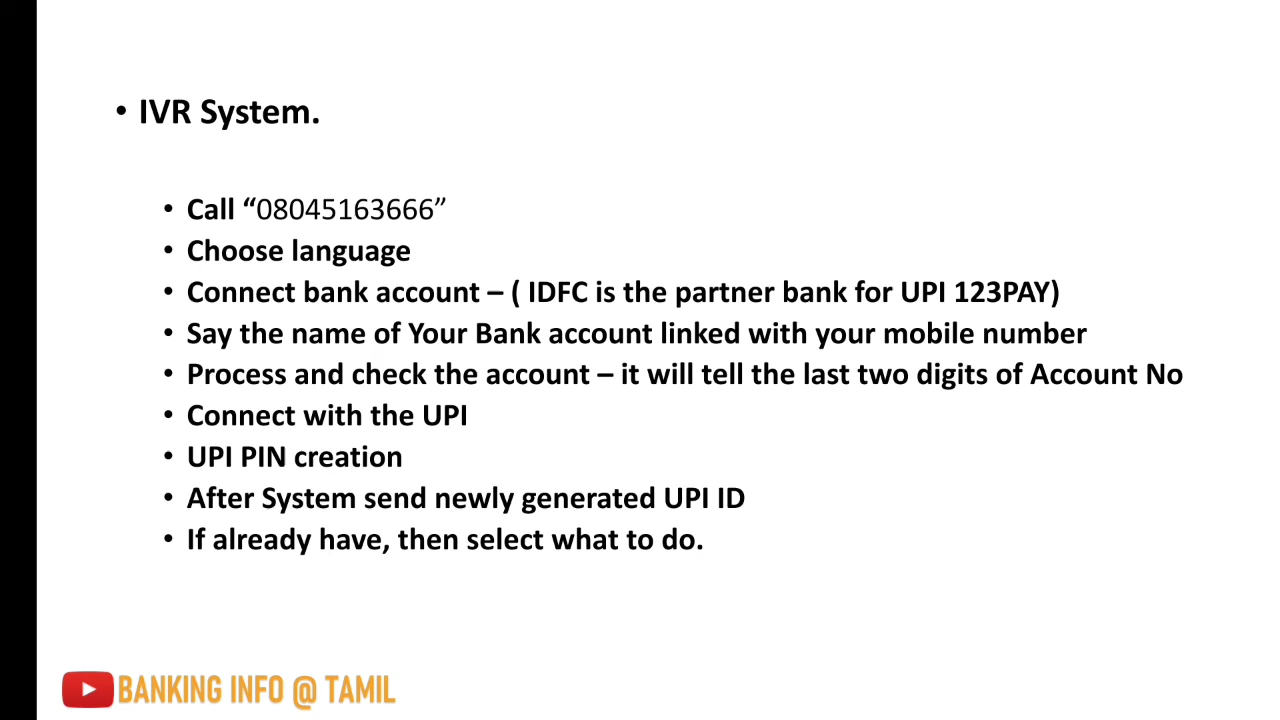 • IVR System.
• Call “08045163666”
• Choose language
• Connect bank account – ( IDFC is the partner bank for UPI 123PAY)
• Say the name of Your Bank account linked with your mobile number
• Process and check the account – it will tell the last two digits of Account No
• Connect with the UPI
• UPI PIN creation
• After System send newly generated UPI ID
• If already have, then select what to do.
BANKING INFO @ TAMIL